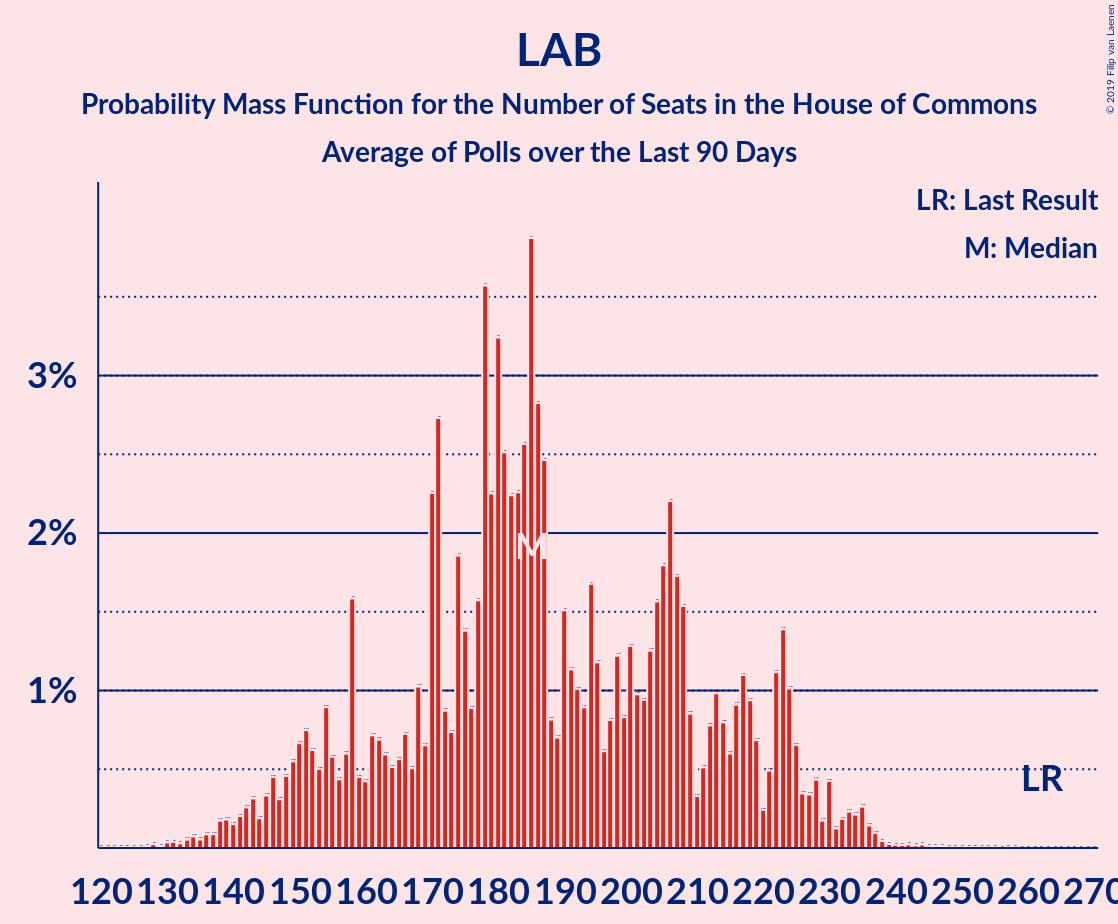 LAB
Probability Mass Function for the Number of Seats in the House of Commons
Average of Polls over the Last 90 Days
© 2019 Filip van Laenen
LR: Last Result
M: Median
3%
2%
1%
M
LR
120 130 140 150 160 170 180 190 200 210 220 230 240 250 260 270